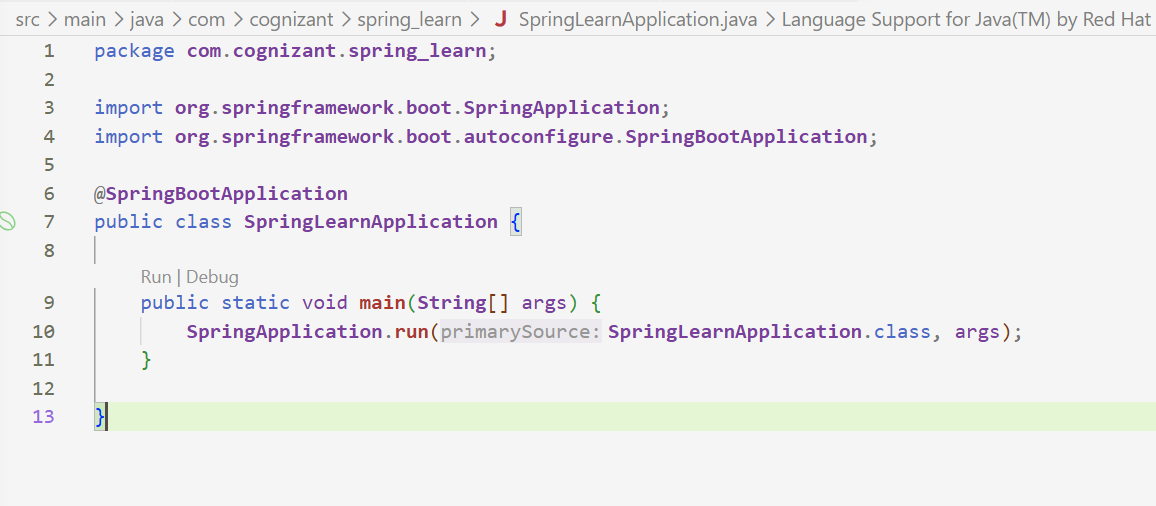 src > main > java > com > cognizant > spring_learn > J SpringLearnApplication.java > Language Support for Java(TM) by Red Hat
1 package com.cognizant.spring_learn;
2
3 import org.springframework.boot.SpringApplication;
4 import org.springframework.boot.autoconfigure.SpringBootApplication;
5
6 @SpringBootApplication
7 public class SpringLearnApplication {
8
Run | Debug
9 public static void main(String[] args) {
10 SpringApplication.run(primarySource: SpringLearnApplication.class, args);
11 }
12
13 }